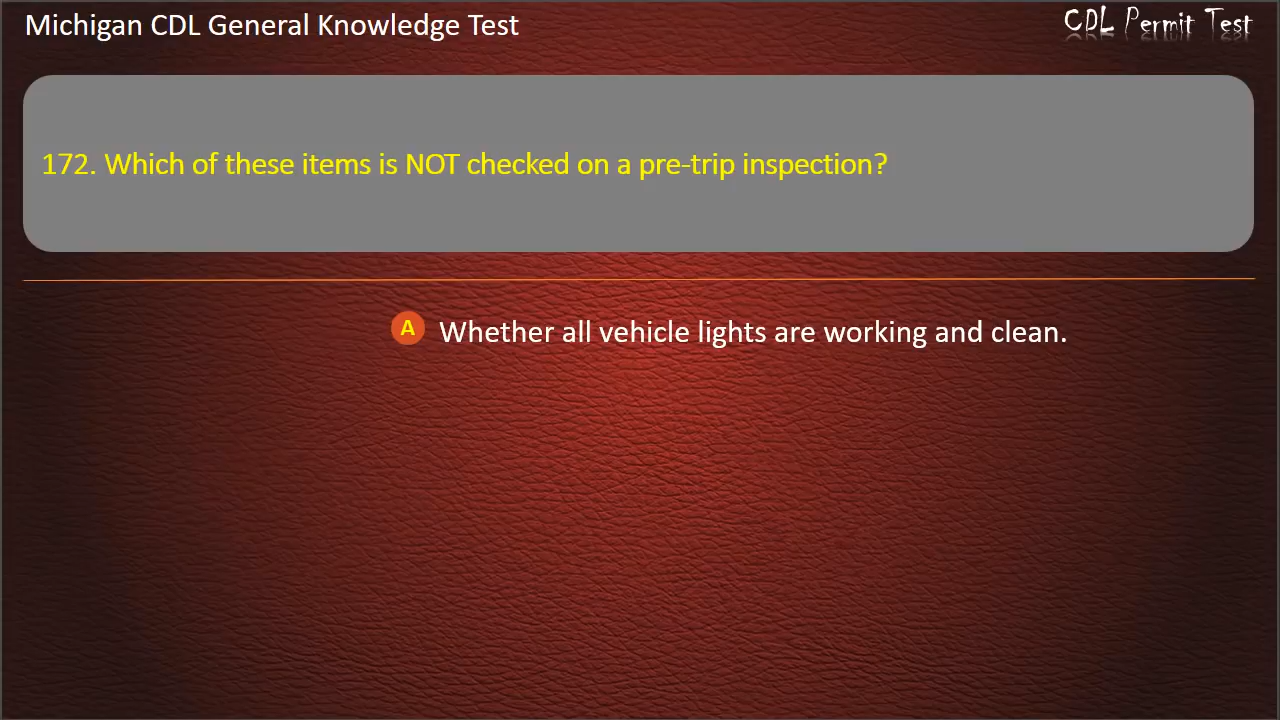 Michigan CDL General Knowledge Test
CDL Permit Test
172. Which of these items is NOT checked on a pre-trip inspection?
A Whether all vehicle lights are working and clean.